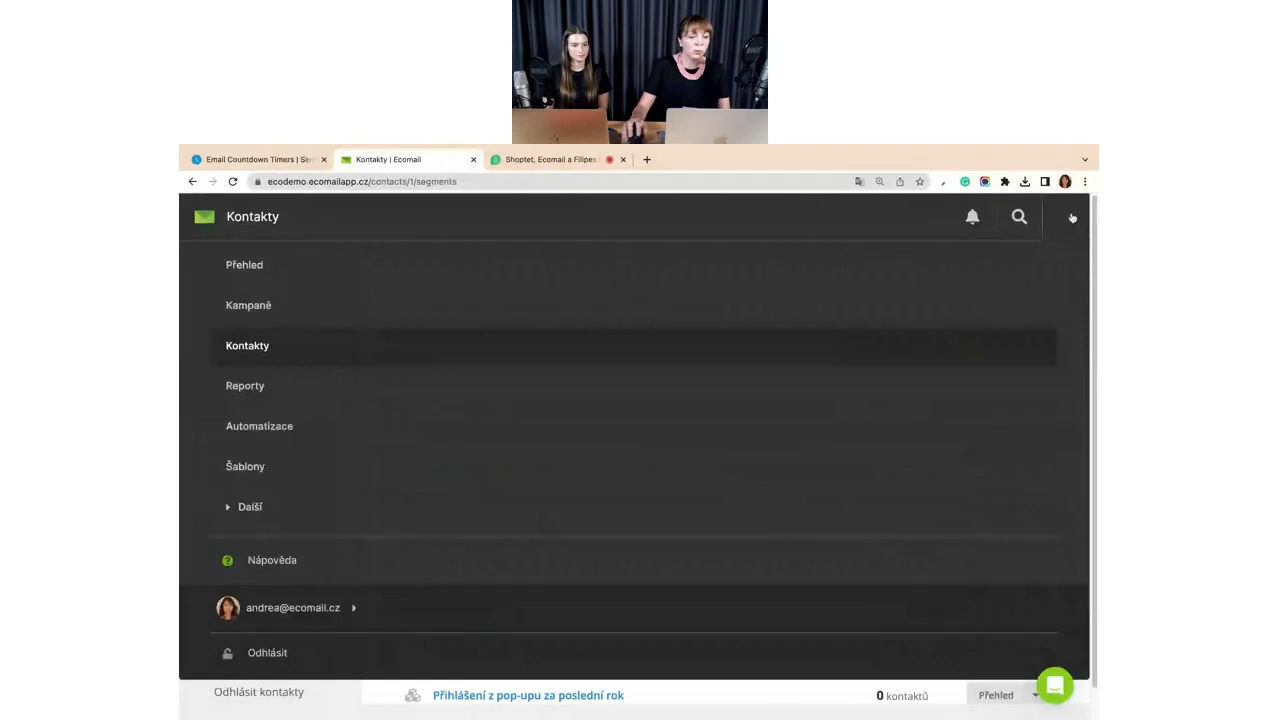 Email Countdown Timers | Sen
Kontakty | Ecomail
Shoptet, Ecomail a Filipes
ecodemo.ecomailapp.cz/contacts/1/segments
Kontakty
Přehled
Kampaně
Kontakty
Reporty
Automatizace
Šablony
Další
Nápověda
andrea@ecomail.cz
Odhlásit
Odhlásit kontakty
Přihlášení z pop-upu za poslední rok
0 kontaktů
Přehled